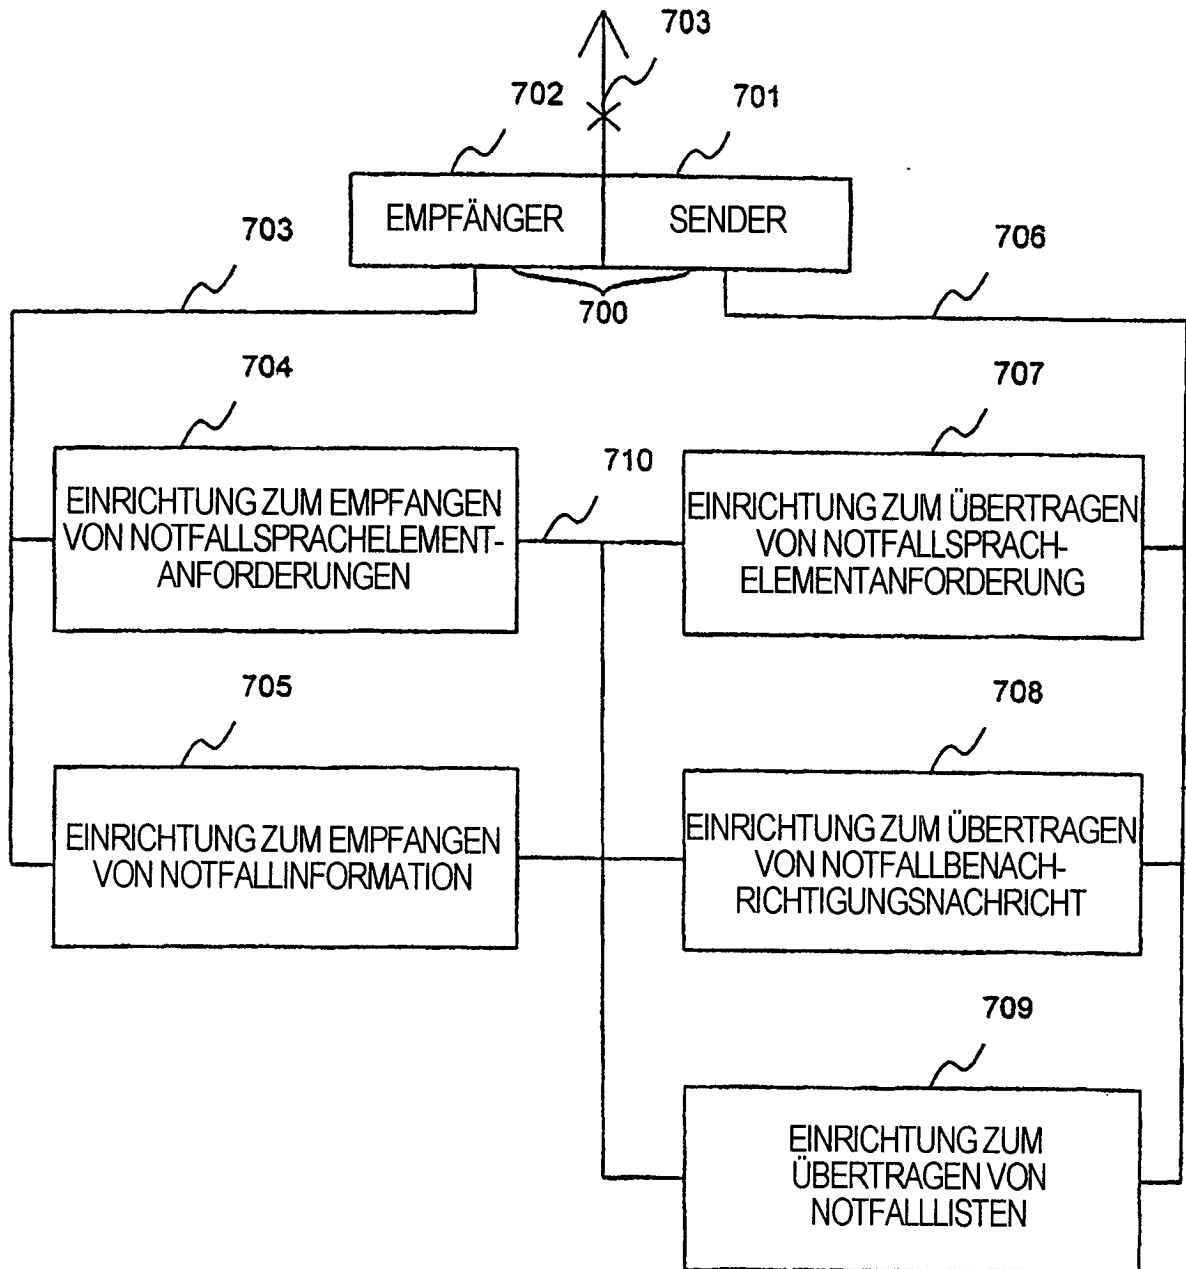 703
702
701
EMPFÄNGER
SENDER
703
706
700
704
707
EINRICHTUNG ZUM EMPFANGEN
VON NOTFALLSPRACHELEMENT-
ANFORDERUNGEN
710
EINRICHTUNG ZUM ÜBERTRAGEN
VON NOTFALLSPRACH-
ELEMENTANFORDERUNG
705
708
EINRICHTUNG ZUM EMPFANGEN
VON NOTFALLINFORMATION
EINRICHTUNG ZUM ÜBERTRAGEN
VON NOTFALLBENACH-
RICHTIGUNGSNACHRICHT
709
EINRICHTUNG ZUM
ÜBERTRAGEN VON
NOTFALLLISTEN